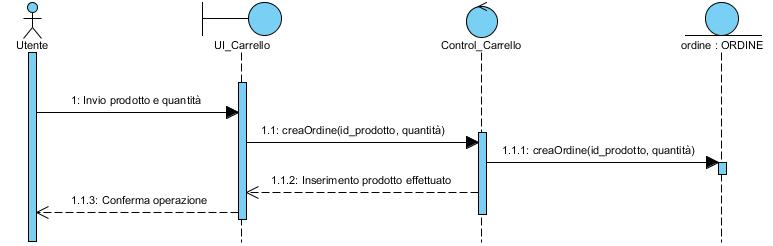 Utente
UI_Carrello
Control_Carrello
ordine : ORDINE
1: Invio prodotto e quantità
1.1: creaOrdine(id_prodotto, quantità)
1.1.1: creaOrdine(id_prodotto, quantità)
1.1.2: Inserimento prodotto effettuato
1.1.3: Conferma operazione